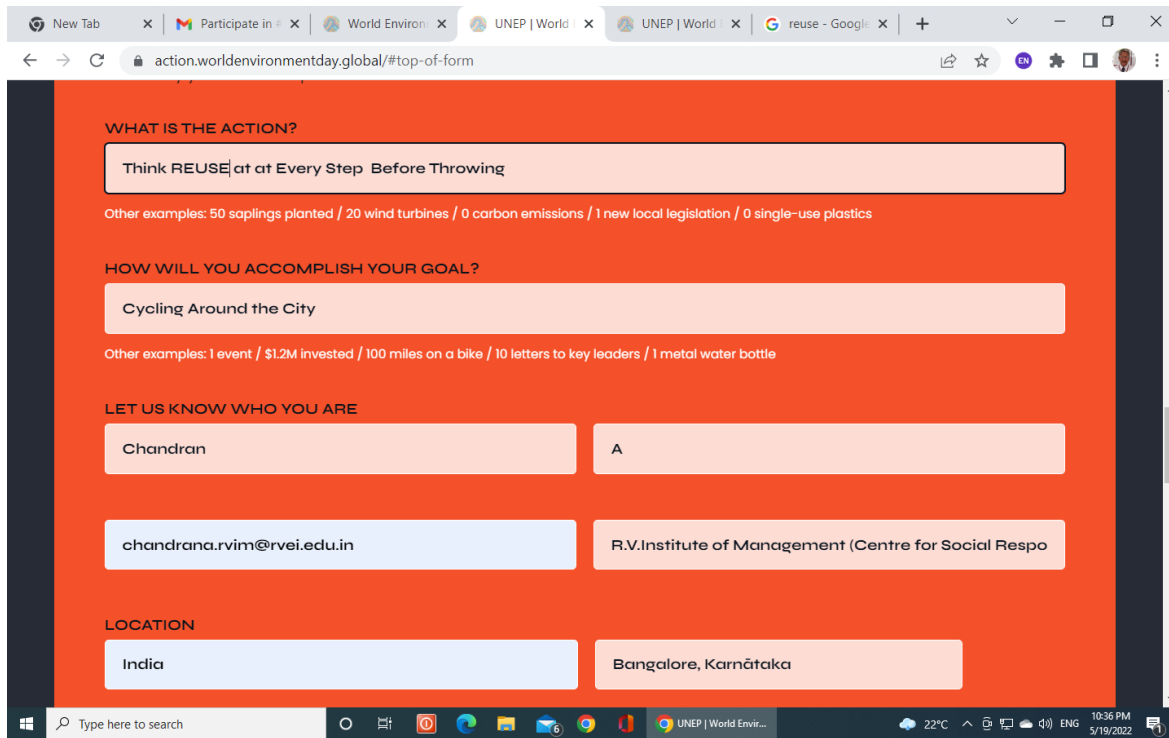 New Tab
Participate in #
World Environ
UNEP | World
UNEP | World E
reuse - Google
action.worldenvironmentday.global/#top-of-form
EN
WHAT IS THE ACTION?
Think REUSE at at Every Step  Before Throwing
Other examples: 50 saplings planted / 20 wind turbines / 0 carbon emissions / 1 new local legislation / 0 single-use plastics
HOW WILL YOU ACCOMPLISH YOUR GOAL?
Cycling Around the City
Other examples: 1 event / $1.2M invested / 100 miles on a bike / 10 letters to key leaders / 1 metal water bottle
LET US KNOW WHO YOU ARE
Chandran
A
chandrana.rvim@rvei.edu.in
R.V.Institute of Management (Centre for Social Respo
LOCATION
India
Bangalore, Karnātaka
Type here to search
6
UNEP | World Envir...
22°C
ENG
10:36 PM
5/19/2022
1